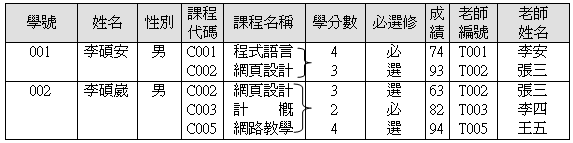 學號 姓名 性別 課程代碼 課程名稱 學分數 必選修 成績 老師編號 老師姓名
001 李碩安 男 C001 程式語言 4 必 74 T001 李安
C002 網頁設計 3 選 93 T002 張三
002 李碩崴 男 C002 網頁設計 3 選 63 T002 張三
C003 計 概 2 必 82 T003 李四
C005 網路教學 4 選 94 T005 王五